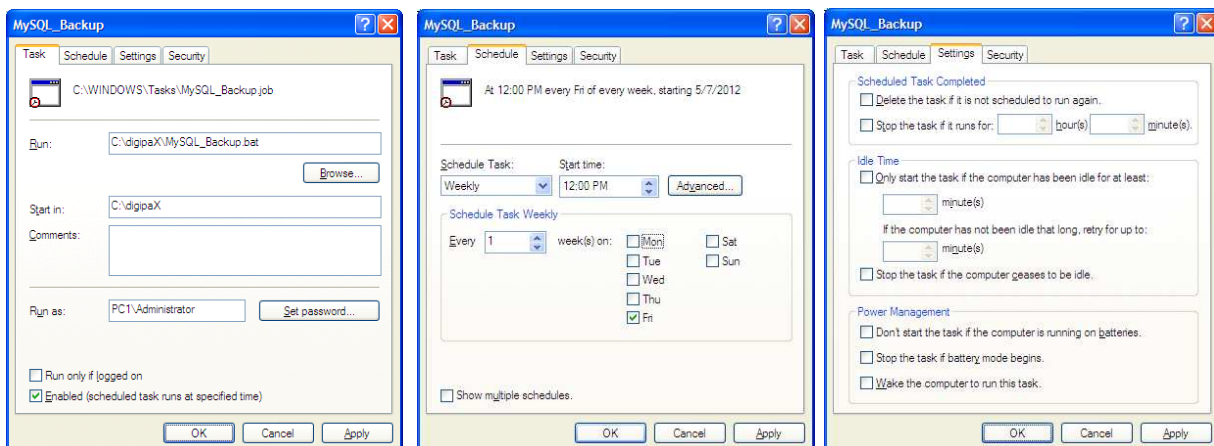 MySQL_Backup
Task Schedule Settings Security
C:\WINDOWS\Tasks\MySQL_Backup.job
Run: C:\digipaX\MySQL_Backup.bat
Browse...
Start in: C:\digipaX
Comments:
Run as: PC1\Administrator Set password...
Run only if logged on
Enabled (scheduled task runs at specified time)
OK Cancel Apply
MySQL_Backup
Task Schedule Settings Security
At 12:00 PM every Fri of every week, starting 5/7/2012
Schedule Task: Start time:
Weekly 12:00 PM Advanced...
Schedule Task Weekly
Every 1 week(s) on: Mon Sat
Tue Sun
Wed
Thu
Fri
Show multiple schedules.
OK Cancel Apply
MySQL_Backup
Task Schedule Settings Security
Scheduled Task Completed
Delete the task if it is not scheduled to run again.
Stop the task if it runs for: hour(s) minute(s).
Idle Time
Only start the task if the computer has been idle for at least:
minute(s)
If the computer has not been idle that long, retry for up to:
minute(s)
Stop the task if the computer ceases to be idle.
Power Management
Don't start the task if the computer is running on batteries.
Stop the task if battery mode begins.
Wake the computer to run this task.
OK Cancel Apply